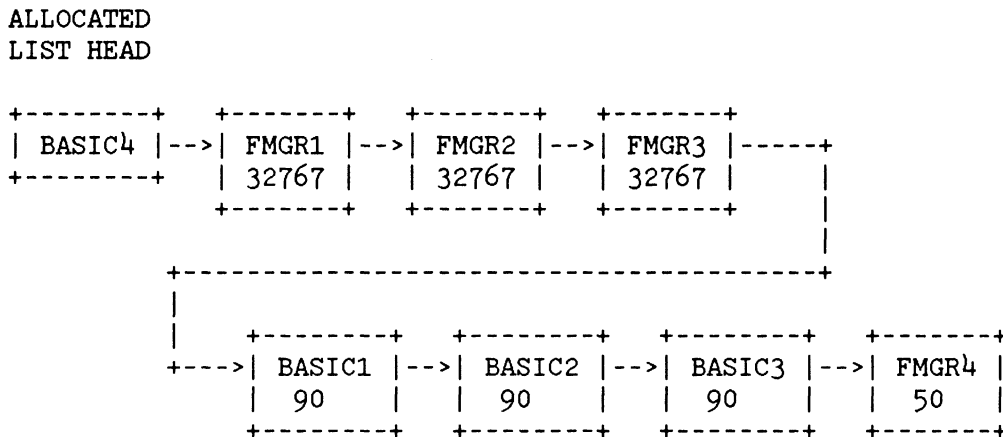 ALLOCATED
LIST HEAD
+--------+   +-------+   +-------+   +-------+
| BASIC4 |-->| FMGR1 |-->| FMGR2 |-->| FMGR3 |-----+
+--------+   | 32767 |   | 32767 |   | 32767 |     |
             +-------+   +-------+   +-------+     |
                                                   |
          +----------------------------------------+
          |
          |    +--------+   +--------+   +--------+   +-------+
          +--->| BASIC1 |-->| BASIC2 |-->| BASIC3 |-->| FMGR4 |
               |  90    |   |  90    |   |  90    |   |  50   |
               +--------+   +--------+   +--------+   +-------+